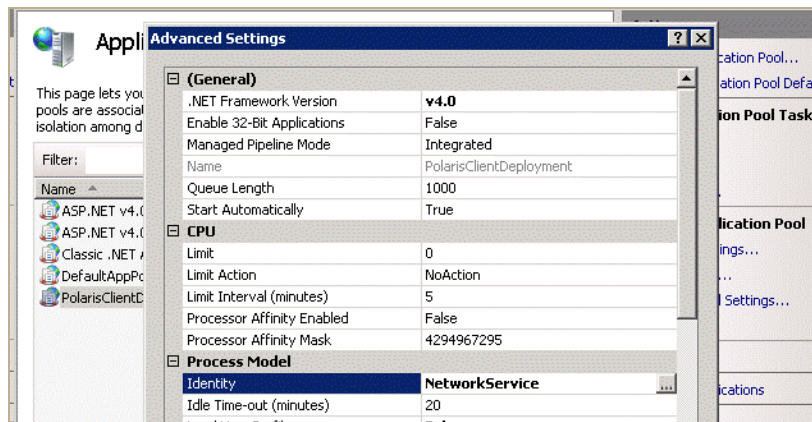 Appli
This page lets you
pools are associat
isolation among d
Filter:
Name
ASP.NET v4.0
ASP.NET v4.0
Classic .NET A
DefaultAppPo
PolarisClientD
Advanced Settings
(General)
.NET Framework Version v4.0
Enable 32-Bit Applications False
Managed Pipeline Mode Integrated
Name PolarisClientDeployment
Queue Length 1000
Start Automatically True
CPU
Limit 0
Limit Action NoAction
Limit Interval (minutes) 5
Processor Affinity Enabled False
Processor Affinity Mask 4294967295
Process Model
Identity NetworkService ...
Idle Time-out (minutes) 20
cation Pool...
ation Pool Defa
ion Pool Task
lication Pool
ings...
...
l Settings...
ications